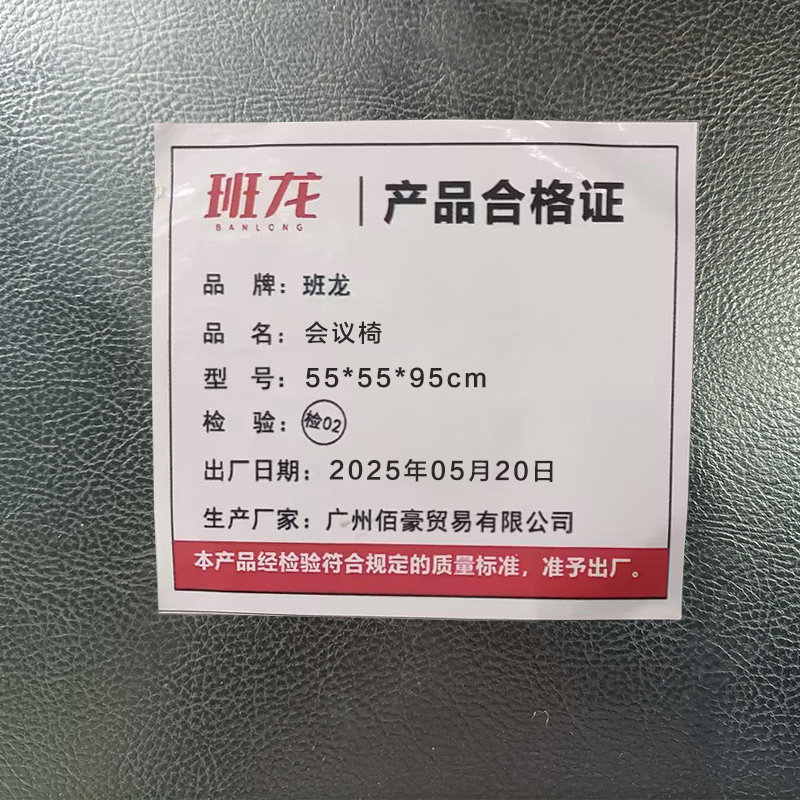 班龙 | 产品合格证
BANLONG
品 牌：班龙
品 名：会议椅
型 号：55*55*95cm
检 验：检02
出厂日期：2025年05月20日
生产厂家：广州佰豪贸易有限公司
本产品经检验符合规定的质量标准，准予出厂。